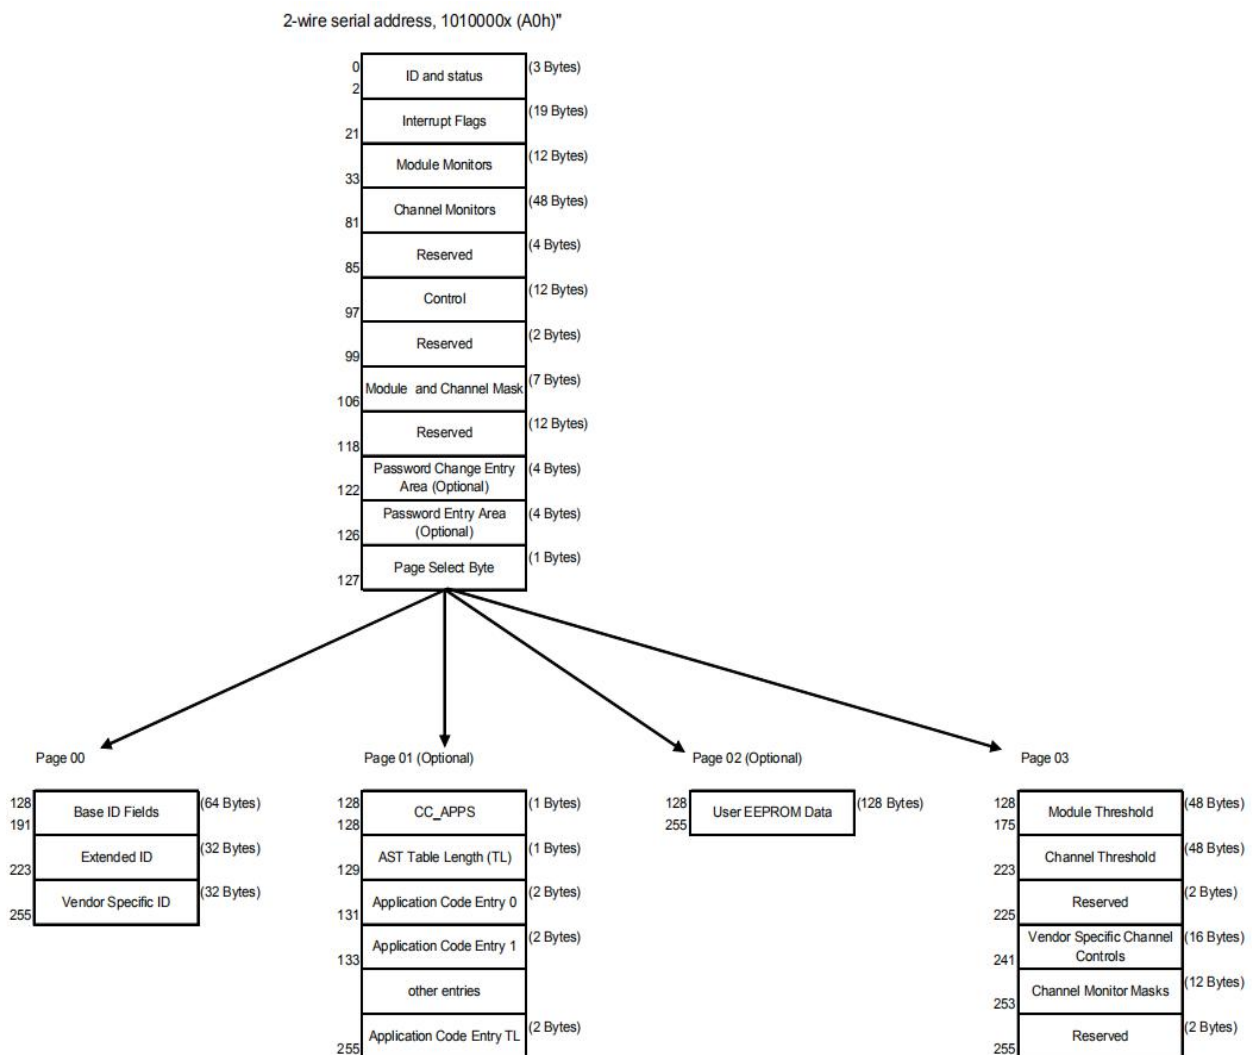 2-wire serial address, 1010000x (A0h)"
0 ID and status (3 Bytes)
2
Interrupt Flags (19 Bytes)
21
Module Monitors (12 Bytes)
33
Channel Monitors (48 Bytes)
81
Reserved (4 Bytes)
85
Control (12 Bytes)
97
Reserved (2 Bytes)
99
Module and Channel Mask (7 Bytes)
106
Reserved (12 Bytes)
118
Password Change Entry (4 Bytes)
Area (Optional)
122
Password Entry Area (4 Bytes)
(Optional)
126
Page Select Byte (1 Bytes)
127
Page 00
128 Base ID Fields (64 Bytes)
191
Extended ID (32 Bytes)
223
Vendor Specific ID (32 Bytes)
255
Page 01 (Optional)
128 CC_APPS (1 Bytes)
128
AST Table Length (TL) (1 Bytes)
129
Application Code Entry 0 (2 Bytes)
131
Application Code Entry 1 (2 Bytes)
133
other entries
Application Code Entry TL (2 Bytes)
255
Page 02 (Optional)
128 User EEPROM Data (128 Bytes)
255
Page 03
128 Module Threshold (48 Bytes)
175
Channel Threshold (48 Bytes)
223
Reserved (2 Bytes)
225
Vendor Specific Channel (16 Bytes)
Controls
241
Channel Monitor Masks (12 Bytes)
253
Reserved (2 Bytes)
255